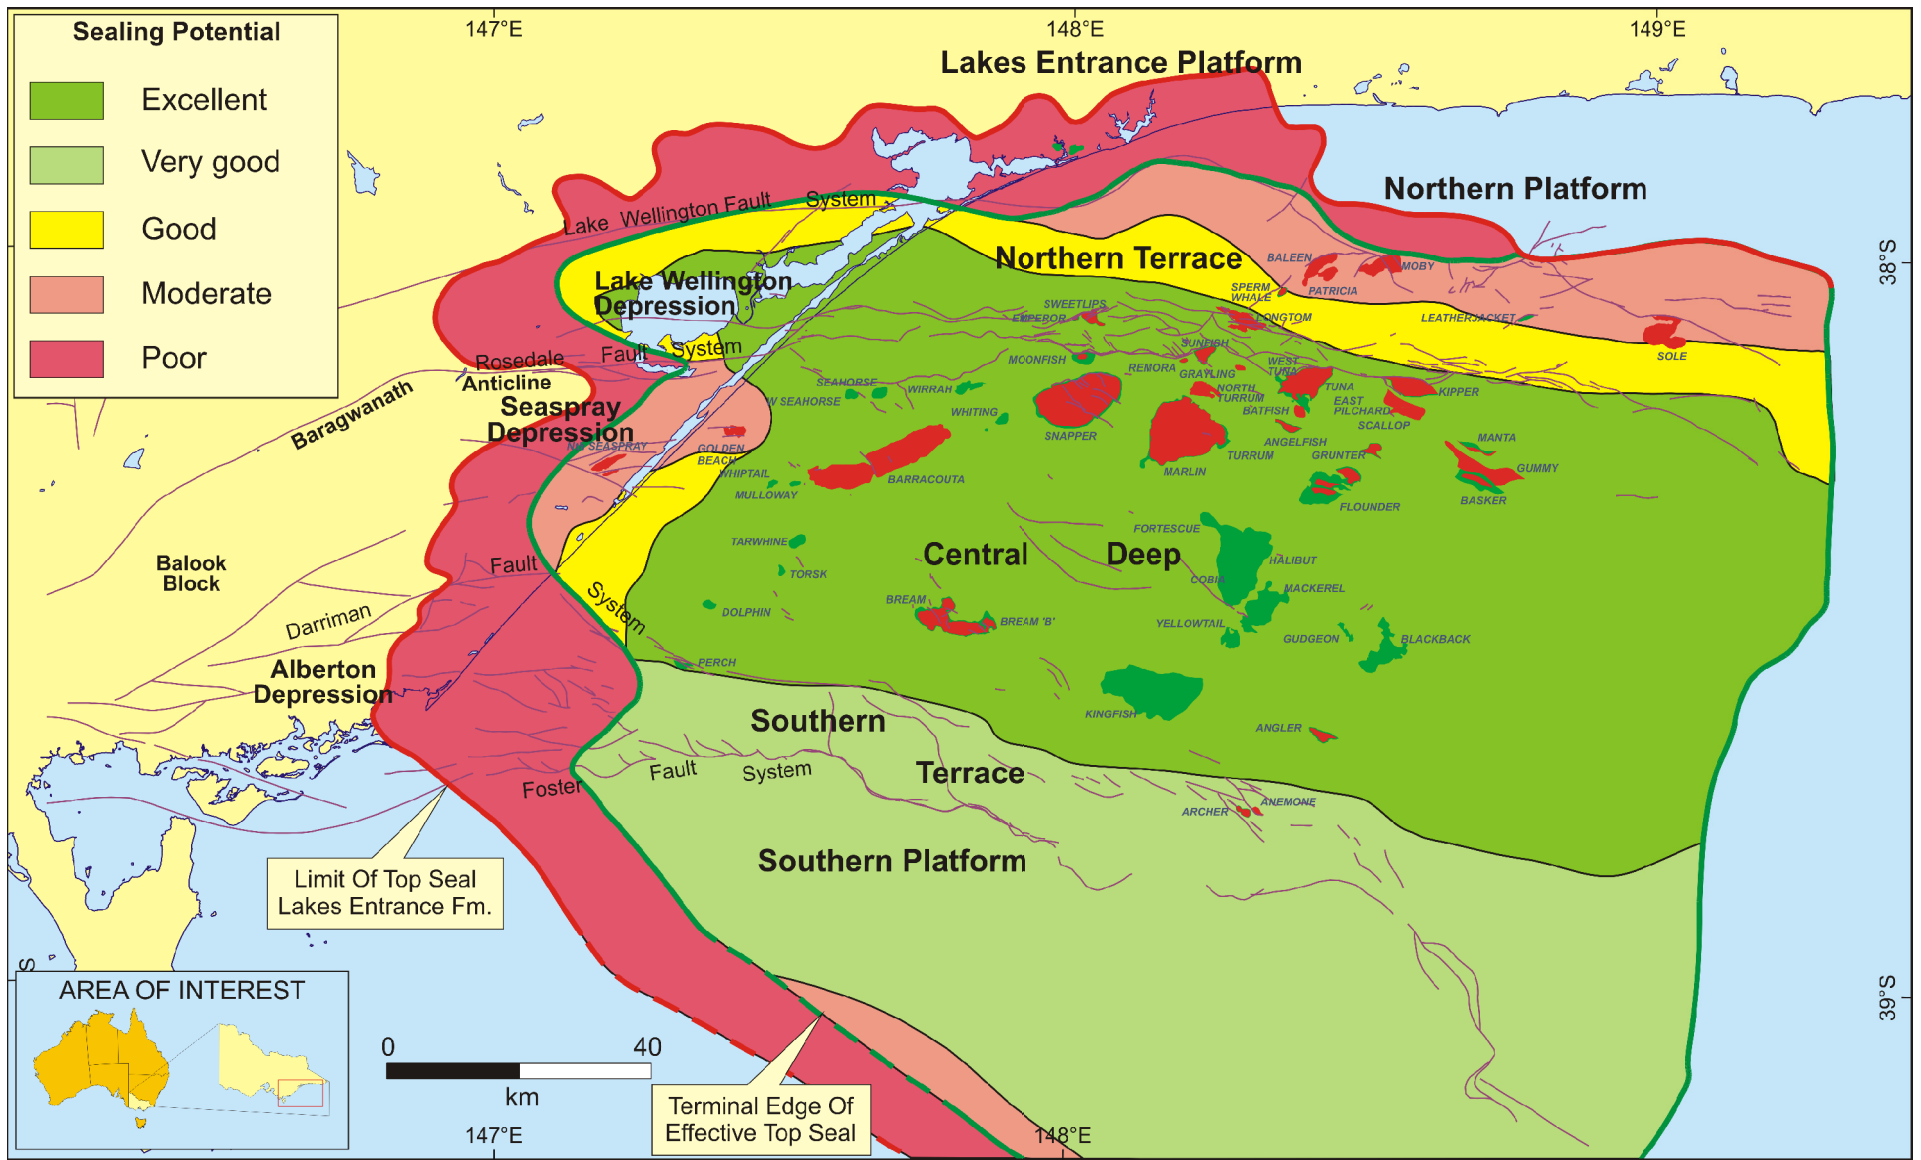 Sealing Potential
Excellent
Very good
Good
Moderate
Poor
147°E
148°E
149°E
Lakes Entrance Platform
Northern Platform
Lake Wellington Fault System
Northern Terrace
BALEEN
MOBY
PATRICIA
38°S
Lake Wellington
Depression
SPERM
WHALE
SWEETLIPS
EMPEROR
LONGTOM
LEATHERJACKET
SOLE
Rosedale Fault System
SUNFISH
MOONFISH
REMORA
GRAYLING
WEST
TUNA
Anticline
Baragwanath
SEAHORSE
W SEAHORSE
WIRRAH
NORTH
TURRUM
TUNA
EAST
PILCHARD
KIPPER
Seaspray
Depression
WHITING
BATFISH
SCALLOP
SNAPPER
ANGELFISH
MANTA
NTH SEASPRAY
GOLDEN
BEACH
WHIPTAIL
MULLOWAY
BARRACOUTA
MARLIN
TURRUM
GRUNTER
GUMMY
BASKER
FLOUNDER
FORTESCUE
TARWHINE
Central Deep
HALIBUT
Balook
Block
Fault
System
TORSK
COBIA
MACKEREL
DOLPHIN
BREAM
BREAM 'B'
YELLOWTAIL
GUDGEON
BLACKBACK
Darriman
Alberton
Depression
PERCH
KINGFISH
ANGLER
Southern
Terrace
Foster Fault System
ARCHER
ANEMONE
Southern Platform
Limit Of Top Seal
Lakes Entrance Fm.
S
39°S
AREA OF INTEREST
0 40
km
Terminal Edge Of
Effective Top Seal
147°E
148°E